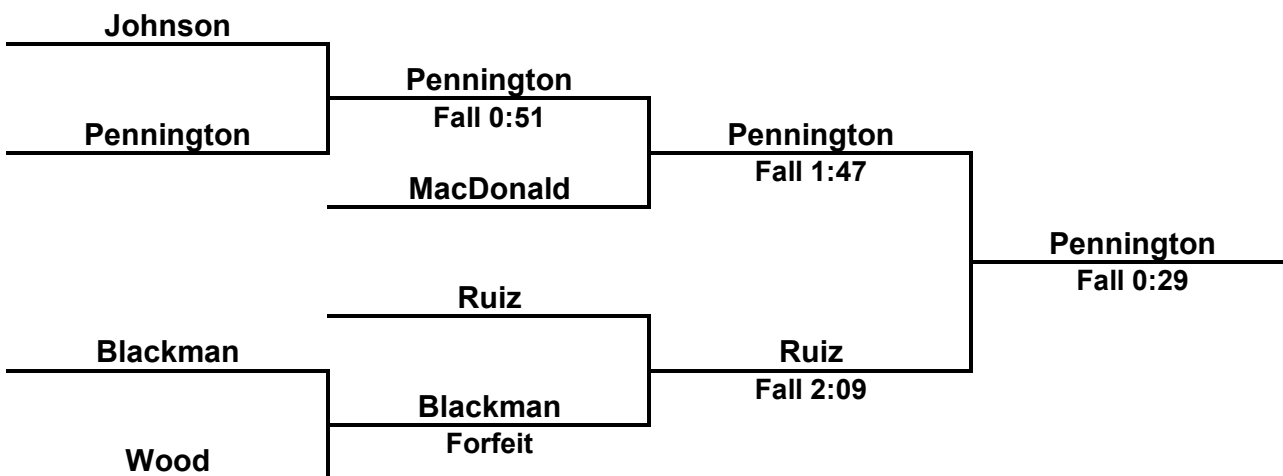 Johnson
Pennington
Fall 0:51
Pennington
Pennington
Fall 1:47
MacDonald
Pennington
Fall 0:29
Ruiz
Blackman
Ruiz
Fall 2:09
Blackman
Forfeit
Wood